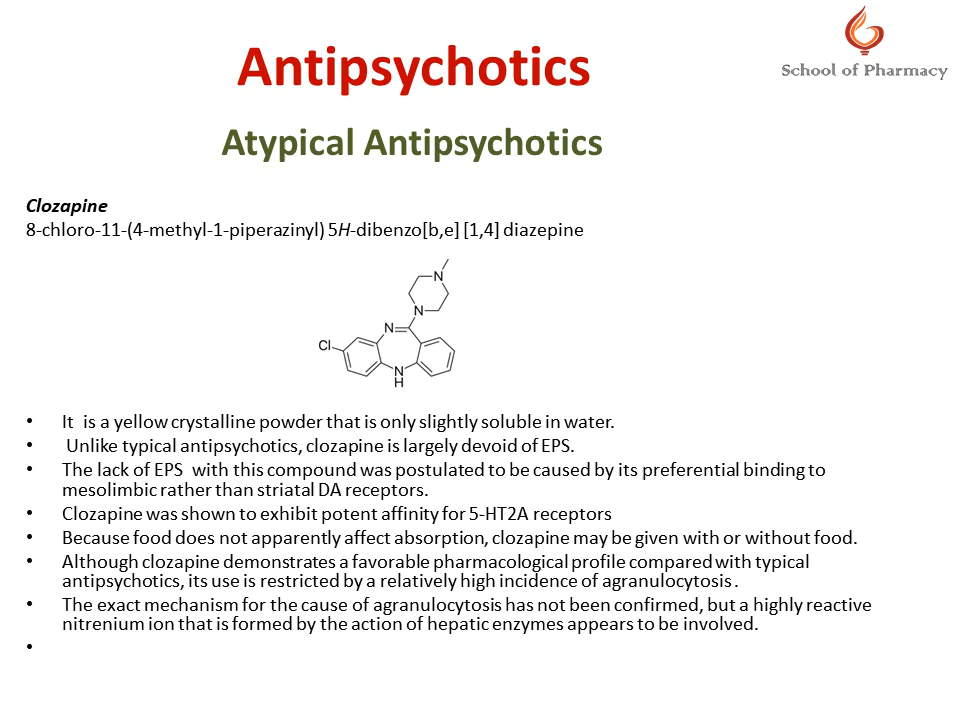 School of Pharmacy
Antipsychotics
Atypical Antipsychotics
Clozapine
8-chloro-11-(4-methyl-1-piperazinyl) 5H-dibenzo[b,e] [1,4] diazepine
N
N
N
Cl
N
H
• It is a yellow crystalline powder that is only slightly soluble in water.
• Unlike typical antipsychotics, clozapine is largely devoid of EPS.
• The lack of EPS with this compound was postulated to be caused by its preferential binding to
mesolimbic rather than striatal DA receptors.
• Clozapine was shown to exhibit potent affinity for 5-HT2A receptors
• Because food does not apparently affect absorption, clozapine may be given with or without food.
• Although clozapine demonstrates a favorable pharmacological profile compared with typical
antipsychotics, its use is restricted by a relatively high incidence of agranulocytosis.
• The exact mechanism for the cause of agranulocytosis has not been confirmed, but a highly reactive
nitrenium ion that is formed by the action of hepatic enzymes appears to be involved.
•